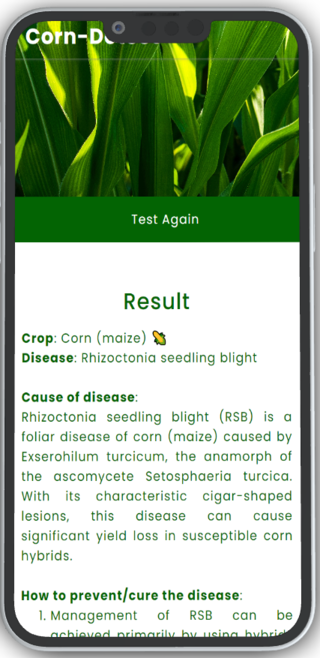 Corn-De
Test Again
Result
Crop: Corn (maize) 🌽
Disease: Rhizoctonia seedling blight
Cause of disease:
Rhizoctonia seedling blight (RSB) is a
foliar disease of corn (maize) caused by
Exserohilum turcicum, the anamorph of
the ascomycete Setosphaeria turcica.
With its characteristic cigar-shaped
lesions, this disease can cause
significant yield loss in susceptible corn
hybrids.
How to prevent/cure the disease:
1. Management of RSB can be
achieved primarily by using hybrids